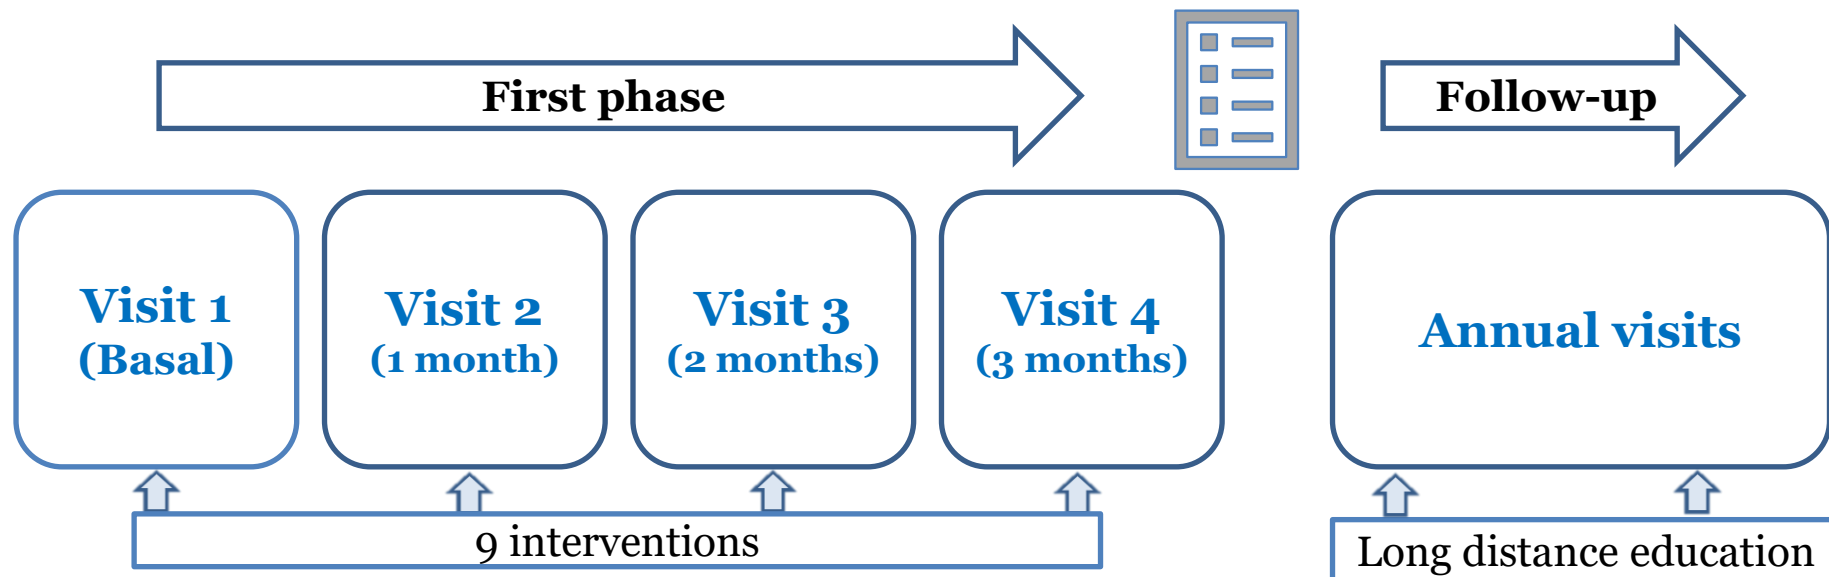 First phase
Follow-up
Visit 1
(Basal)
Visit 2
(1 month)
Visit 3
(2 months)
Visit 4
(3 months)
Annual visits
9 interventions
Long distance education